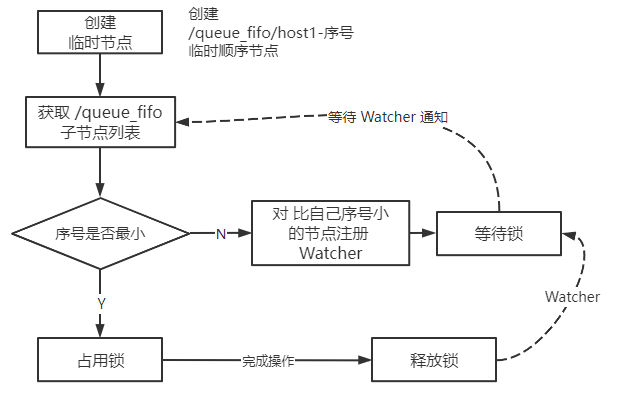 创建
临时节点
创建
/queue_fifo/host1-序号
临时顺序节点
获取 /queue_fifo
子节点列表
等待 Watcher 通知
序号是否最小
N
对 比自己序号小
的节点注册
Watcher
等待锁
Y
Watcher
占用锁
完成操作
释放锁